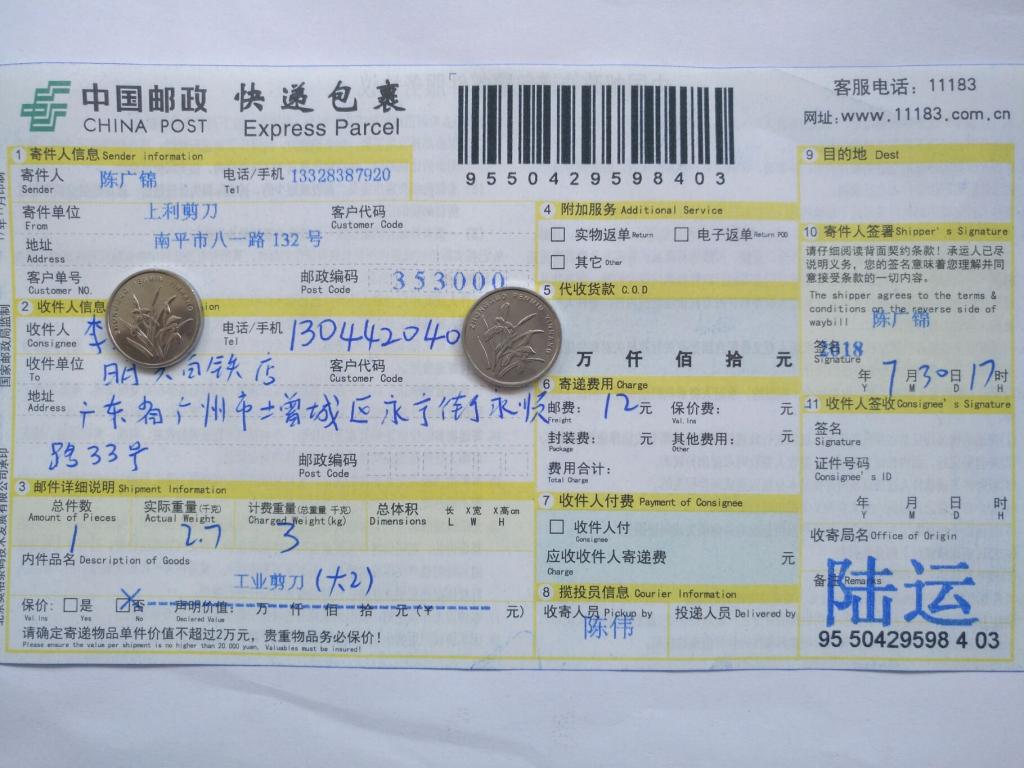 中国邮政 快递包裹
CHINA POST Express Parcel
9550429598403
客服电话：11183
网址:www.11183.com.cn
1 寄件人信息 Sender information
寄件人 陈广锦 电话/手机 13328387920
Sender Tel
寄件单位 上利剪刀 客户代码
From Customer Code
地址 南平市八一路 132 号
Address
客户单号 邮政编码 353000
Customer NO. Post Code
2 收件人信息
收件人 李 电话/手机 130442040
Consignee Tel
收件单位 客户代码
To Customer Code
地址 广东省广州市增城区永宁街永顺
Address
路33号
邮政编码
Post Code
3 邮件详细说明 Shipment Information
总件数 实际重量(千克) 计费重量(总重量 千克) 总体积 长 X宽 X高cm
Amount of Pieces Actual Weight Charged Weight(kg) Dimensions L W H
1 2.7 3
内件品名 Description of Goods
工业剪刀(大2)
保价: 是 否 声明价值: 万 仟 佰 拾 元(￥ 元)
Val.Ins Yes No Declared Value
请确定寄递物品单件价值不超过2万元，贵重物品务必保价!
Please ensure the value per shipment is no higher than 20.000 yuan. Valuables must be insured!
4 附加服务 Additional Service
实物返单 Return 电子返单 Return POD
其它 Other
5 代收货款 C.O.D
万 仟 佰 拾 元
6 寄递费用 Charge
邮费: 12 元 保价费: 元
Freight Val.Ins
封装费: 元 其他费用: 元
Package Other
费用合计:
Total Charge
7 收件人付费 Payment of Consignee
收件人付
Consignee
应收收件人寄递费 元
Charge
8 揽投员信息 Courier Information
收寄人员 Pickup by 投递人员 Delivered by
陈伟
9 目的地 Dest
10 寄件人签署 Shipper's Signature
请仔细阅读背面契约条款! 承运人已尽
说明义务，您的签名意味着您理解并同
意接受条款的一切内容。
The shipper agrees to the terms &
conditions on the reverse side of
waybill 陈广锦
签名 2018
Signature
年 7 月 30 日 17 时
Y M D H
11 收件人签收 Consignee's Signature
签名
Signature
证件号码
Consignee's ID
年 月 日 时
Y M D H
收寄局名 Office of Origin
备注 Remarks
陆运
95 50429598 4 03